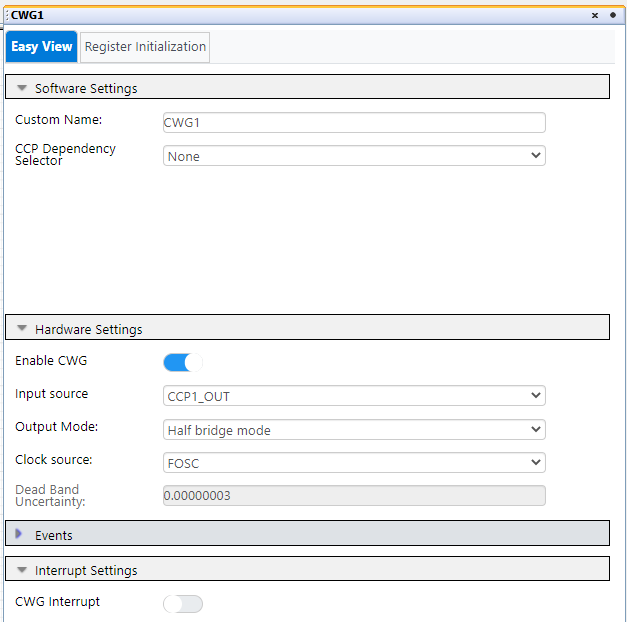 CWG1
Easy View Register Initialization
Software Settings
Custom Name: CWG1
CCP Dependency
Selector None
Hardware Settings
Enable CWG
Input source CCP1_OUT
Output Mode: Half bridge mode
Clock source: FOSC
Dead Band
Uncertainty: 0.00000003
Events
Interrupt Settings
CWG Interrupt